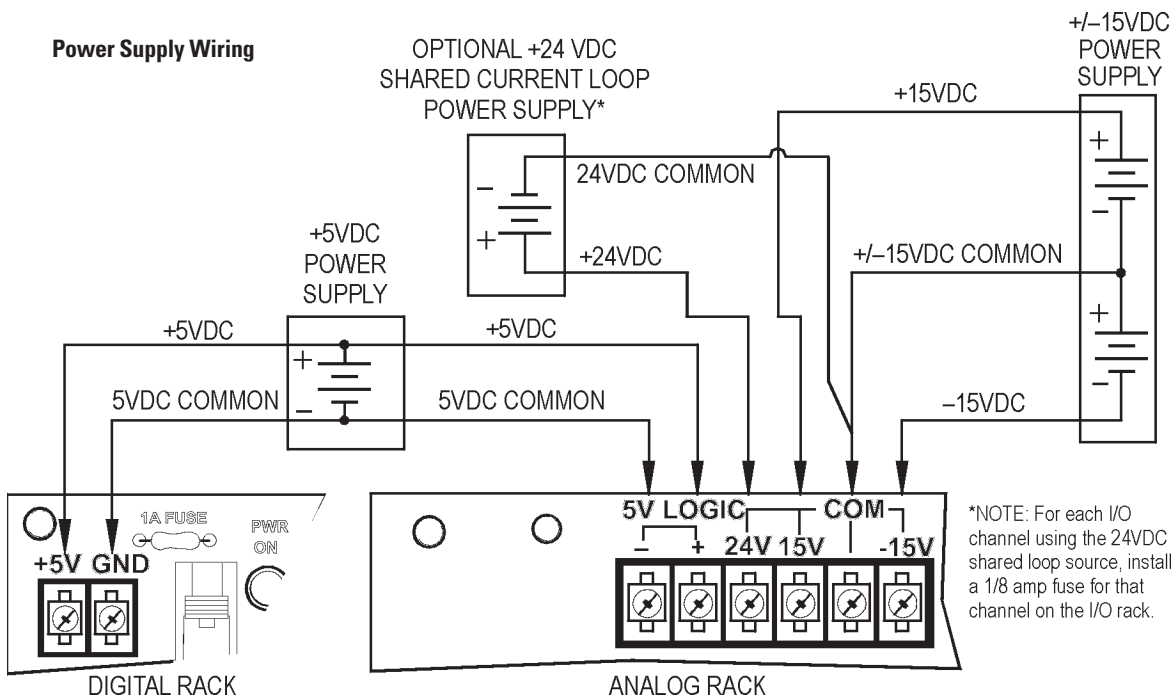 Power Supply Wiring
OPTIONAL +24 VDC
SHARED CURRENT LOOP
POWER SUPPLY*
+/–15VDC
POWER
SUPPLY
+15VDC
+
–
24VDC COMMON
–
+
+24VDC
+/–15VDC COMMON
+
–
–15VDC
+5VDC
POWER
SUPPLY
+5VDC
+5VDC
+
–
5VDC COMMON
5VDC COMMON
1A FUSE
PWR
ON
+5V GND
DIGITAL RACK
5V LOGIC
COM
– + 24V 15V -15V
ANALOG RACK
*NOTE: For each I/O
channel using the 24VDC
shared loop source, install
a 1/8 amp fuse for that
channel on the I/O rack.